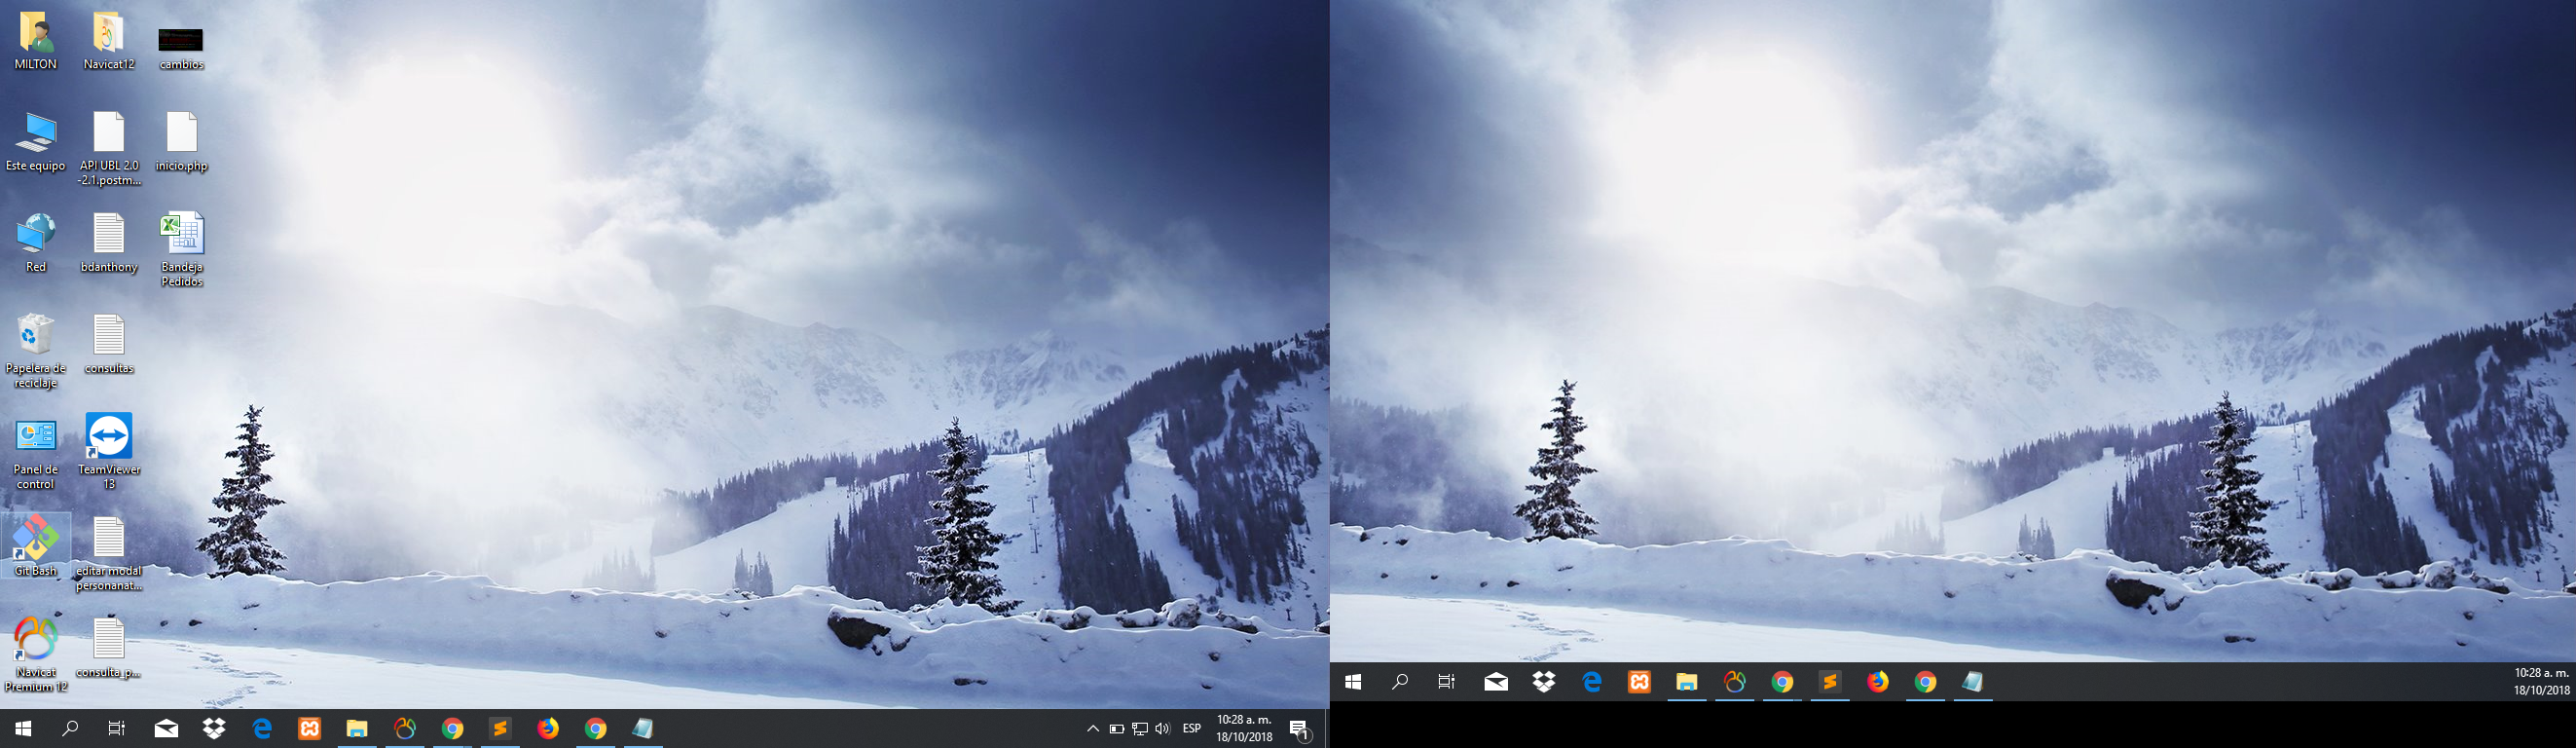 MILTON
Navicat12
cambios
Este equipo
API UBL 2.0
-2.1.postm...
inicio.php
Red
bdanthony
Bandeja
Pedidos
Papelera de
reciclaje
consultas
Panel de
control
TeamViewer
13
Git Bash
editar modal
personanat...
Navicat
Premium 12
consulta_p...
ESP
10:28 a. m.
18/10/2018
1
10:28 a. m.
18/10/2018